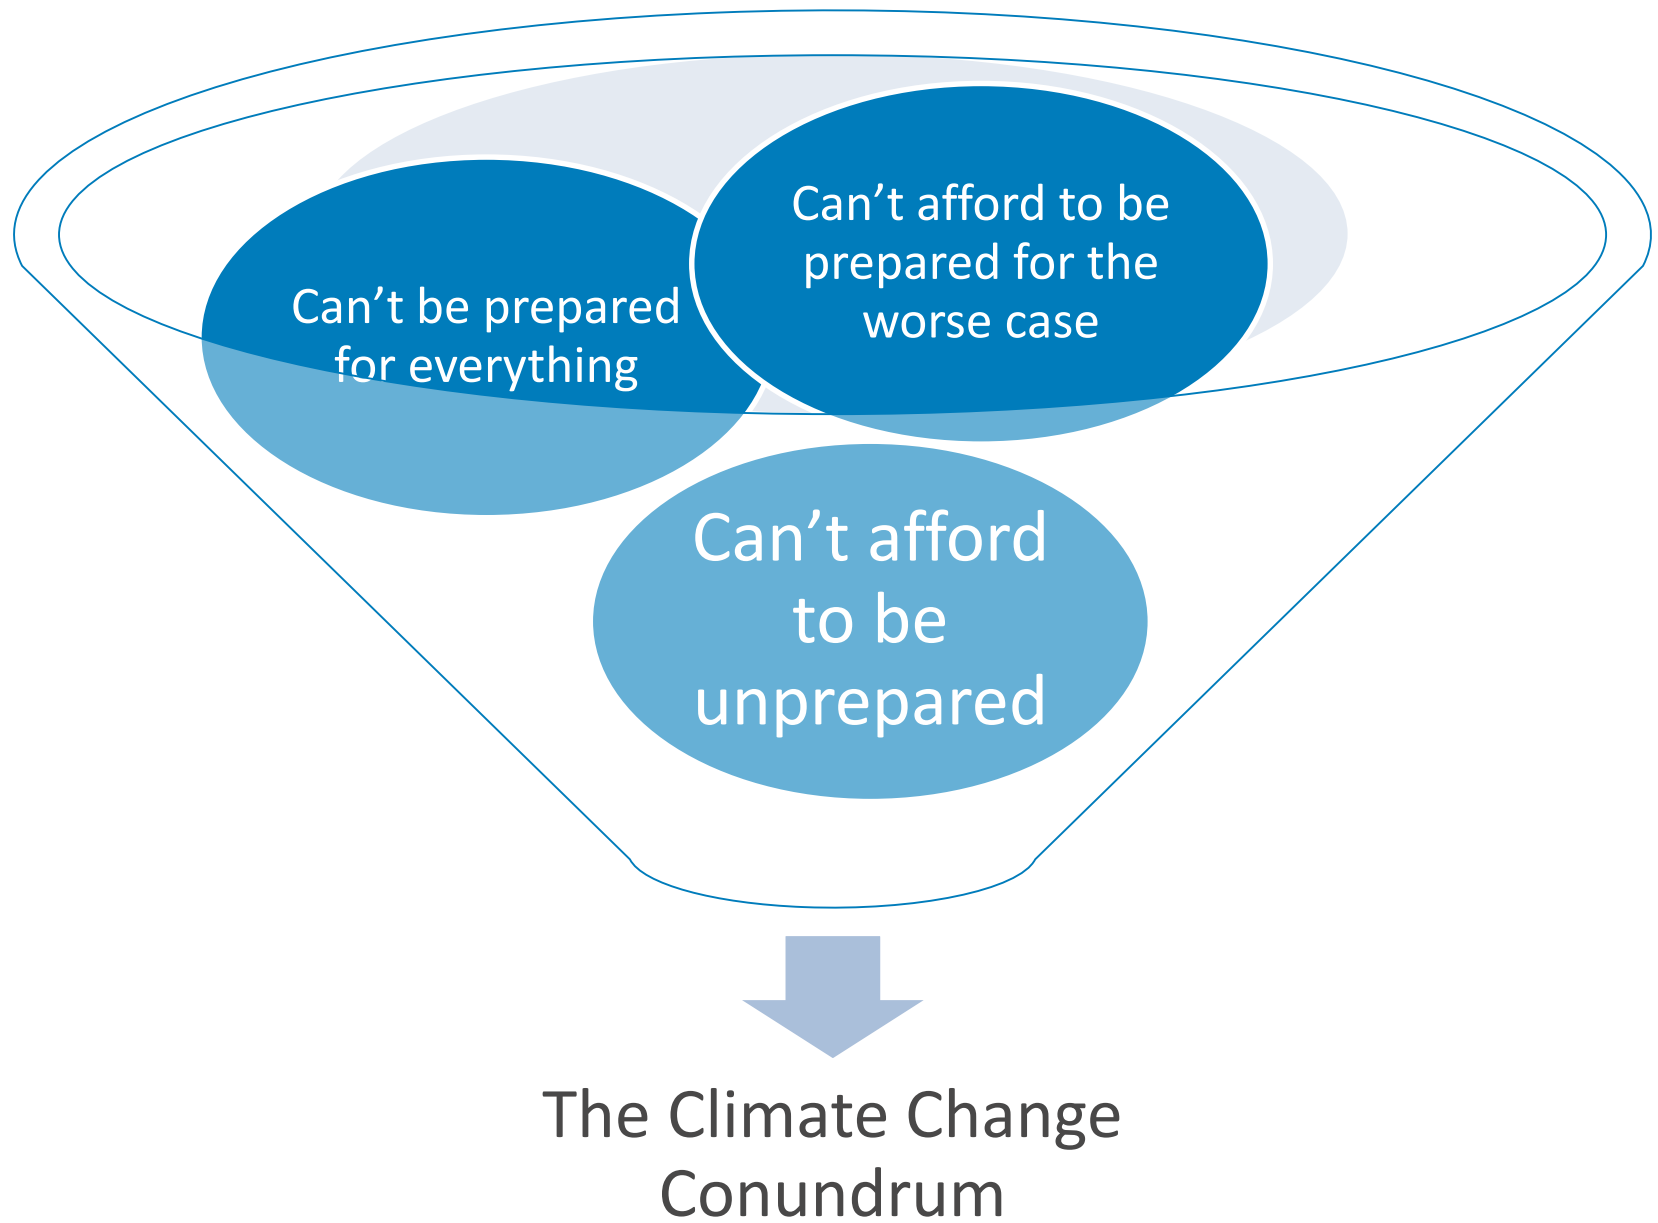 Can’t afford to be
prepared for the
worse case
Can’t be prepared
for everything
Can’t afford
to be
unprepared
The Climate Change
Conundrum